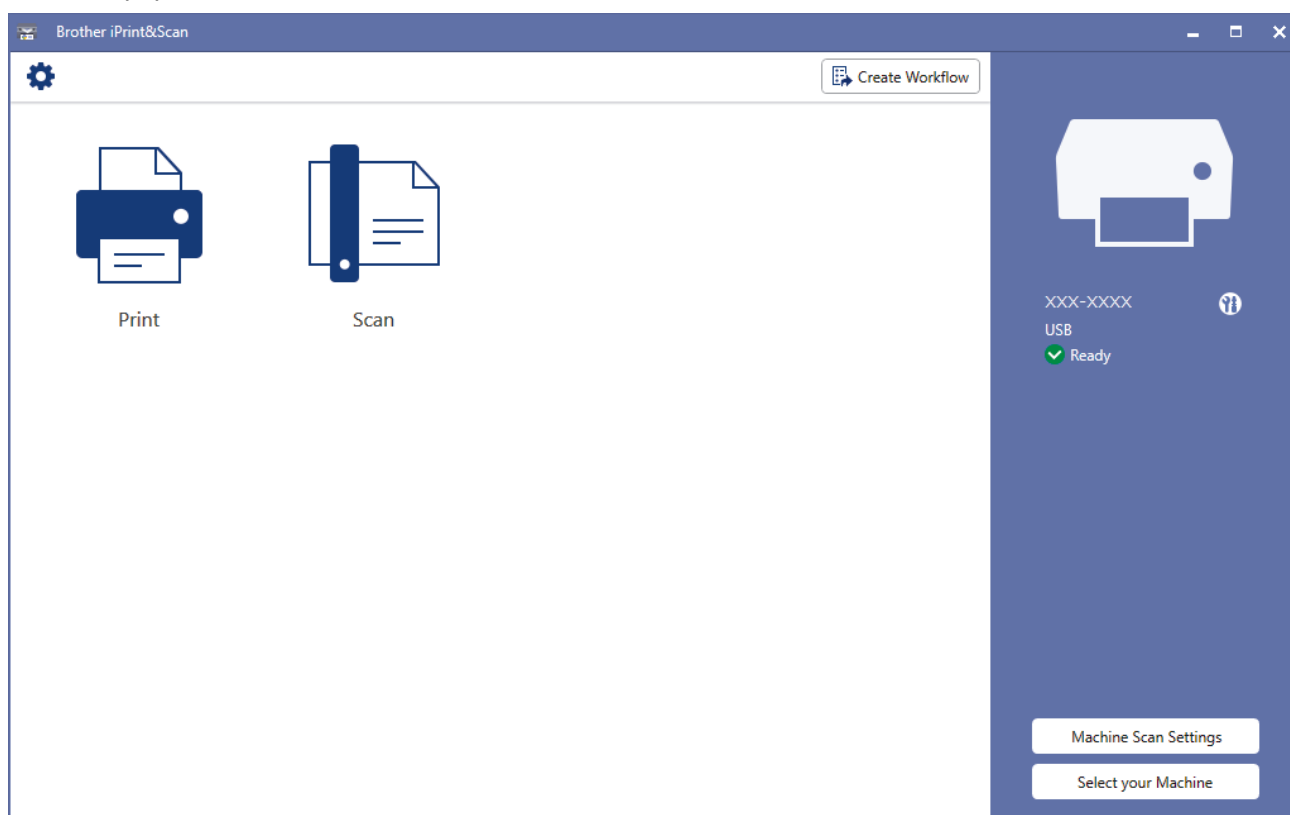 Brother iPrint&Scan
Create Workflow
Print
Scan
XXX-XXXX
USB
Ready
Machine Scan Settings
Select your Machine